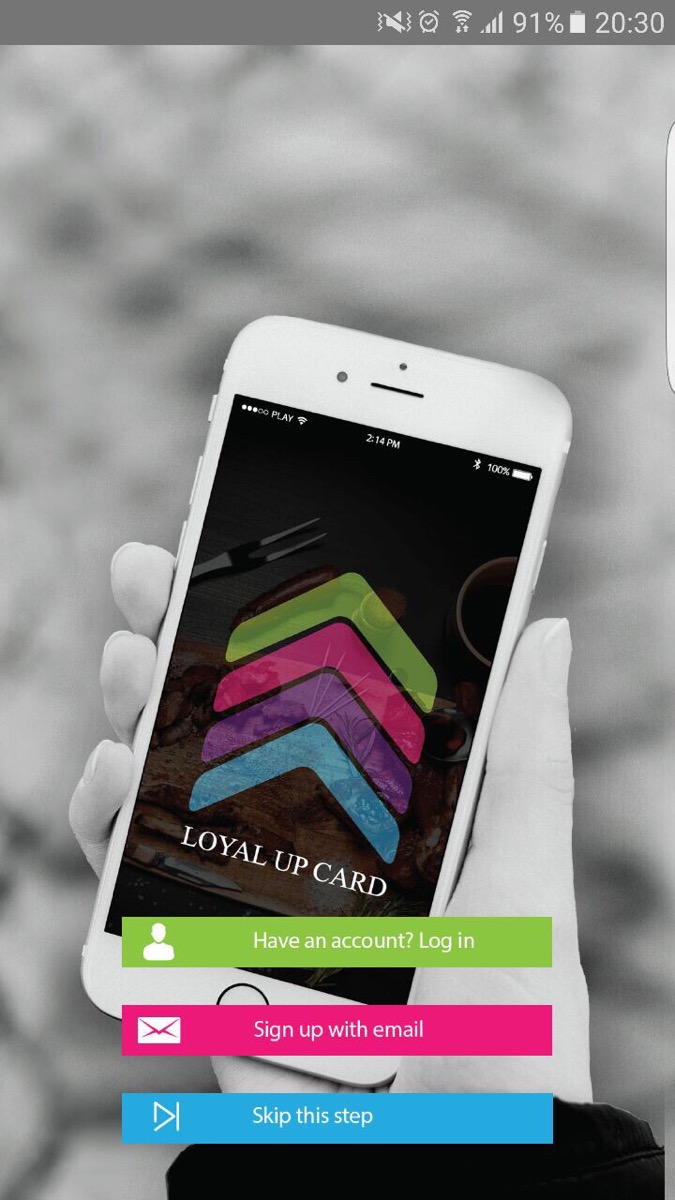 91% 20:30
PLAY
2:14 PM
100%
LOYAL UP CARD
Have an account? Log in
Sign up with email
Skip this step